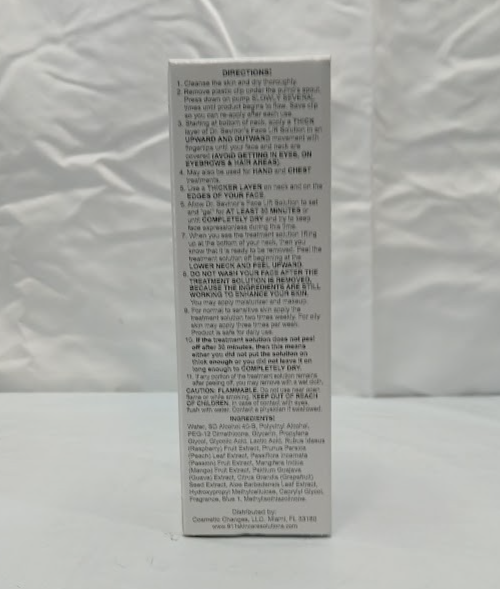 DIRECTIONS:
1. Cleanse the skin and dry thoroughly.
2. Remove plastic clip under the pump's spout.
Press down on pump SLOWLY SEVERAL
times until product begins to flow. Save clip
so you can re-apply after each use.
3. Starting at bottom of neck, apply a THICK
layer of Dr. Savinor's Face Lift Solution in an
UPWARD AND OUTWARD movement with
fingertips until your face and neck are
covered (AVOID GETTING IN EYES, ON
EYEBROWS & HAIR AREAS).
4. May also be used for HAND and CHEST
treatments.
5. Use a THICKER LAYER on neck and on the
EDGES OF YOUR FACE.
6. Allow Dr. Savinor's Face Lift Solution to set
and "gel" for AT LEAST 30 MINUTES or
until COMPLETELY DRY and try to keep
face expressionless during this time.
7. When you see the treatment solution lifting
up at the bottom of your neck, then you
know that it is ready to be removed. Peel the
treatment solution off beginning at the
LOWER NECK AND PEEL UPWARD.
8. DO NOT WASH YOUR FACE AFTER THE
TREATMENT SOLUTION IS REMOVED,
BECAUSE THE INGREDIENTS ARE STILL
WORKING TO ENHANCE YOUR SKIN.
You may apply moisturizer and makeup.
9. For normal to sensitive skin apply the
treatment solution two times weekly. For oily
skin may apply three times per week.
Product is safe for daily use.
10. If the treatment solution does not peel
off after 30 minutes, then this means
either you did not put the solution on
thick enough or you did not leave it on
long enough to COMPLETELY DRY.
11. If any portion of the treatment solution remains
after peeling off, you may remove with a wet cloth.
CAUTION: FLAMMABLE. Do not use near open
flame or while smoking. KEEP OUT OF REACH
OF CHILDREN. In case of contact with eyes,
flush with water. Contact a physician if swallowed.
INGREDIENTS:
Water, SD Alcohol 40-B, Polyvinyl Alcohol,
PEG-12 Dimethicone, Glycerin, Propylene
Glycol, Glycolic Acid, Lactic Acid, Rubus Idaeus
(Raspberry) Fruit Extract, Prunus Persica
(Peach) Leaf Extract, Passiflora Incarnata
(Passion) Fruit Extract, Mangifera Indica
(Mango) Fruit Extract, Psidium Guajava
(Guava) Extract, Citrus Grandis (Grapefruit)
Seed Extract, Aloe Barbadensis Leaf Extract,
Hydroxypropyl Methylcellulose, Caprylyl Glycol,
Fragrance, Blue 1, Methylisothiazolinone.
Distributed by:
Cosmetic Changes, LLC. Miami, FL 33180
www.911skincaresolutions.com